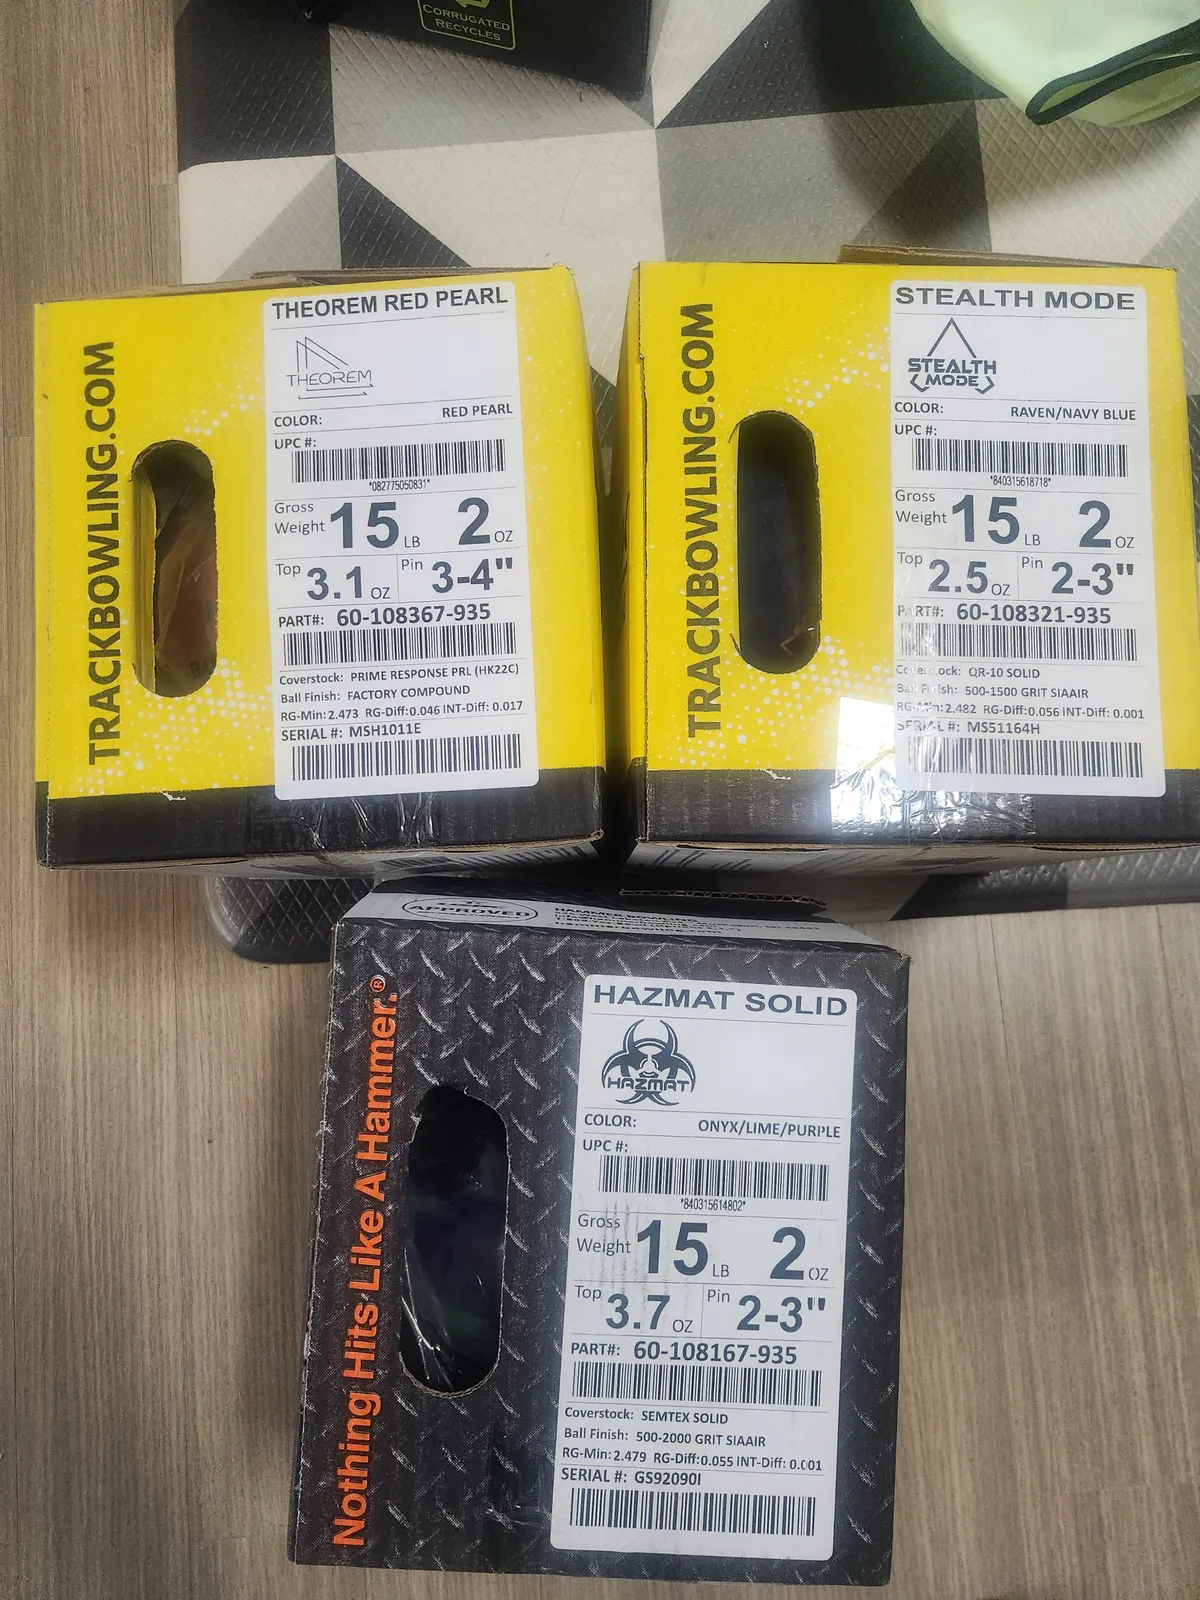 CORRUGATED
RECYCLES
TRACKBOWLING.COM
THEOREM RED PEARL
THEOREM
COLOR: RED PEARL
UPC #:
*082775050831*
Gross
Weight 15 LB 2 OZ
Top 3.1 OZ Pin 3-4"
PART#: 60-108367-935
Coverstock: PRIME RESPONSE PRL (HK22C)
Ball Finish: FACTORY COMPOUND
RG-Min: 2.473 RG-Diff:0.046 INT-Diff: 0.017
SERIAL #: MSH1011E
TRACKBOWLING.COM
STEALTH MODE
STEALTH
MODE
COLOR: RAVEN/NAVY BLUE
UPC #:
*840315618718*
Gross
Weight 15 LB 2 OZ
Top 2.5 OZ Pin 2-3"
PART#: 60-108321-935
Coverstock: QR-10 SOLID
Ball Finish: 500-1500 GRIT SIAAIR
RG-Min: 2.482 RG-Diff:0.056 INT-Diff: 0.001
SERIAL #: MS51164H
APPROVED
HAMMER BOWLING
Nothing Hits Like A Hammer.®
HAZMAT SOLID
HAZMAT
COLOR: ONYX/LIME/PURPLE
UPC #:
*840315614802*
Gross
Weight 15 LB 2 OZ
Top 3.7 OZ Pin 2-3"
PART#: 60-108167-935
Coverstock: SEMTEX SOLID
Ball Finish: 500-2000 GRIT SIAAIR
RG-Min: 2.479 RG-Diff:0.055 INT-Diff: 0.001
SERIAL #: GS92090I